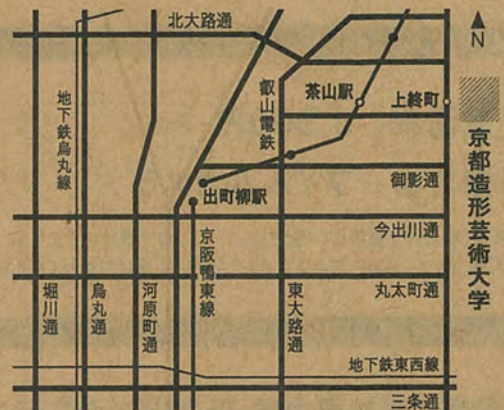 北大路通
N
地下鉄烏丸線
叡山電鉄
茶山駅
上終町
京都造形芸術大学
御影通
出町柳駅
今出川通
京阪鴨東線
堀川通
烏丸通
河原町通
東大路通
丸太町通
地下鉄東西線
三条通